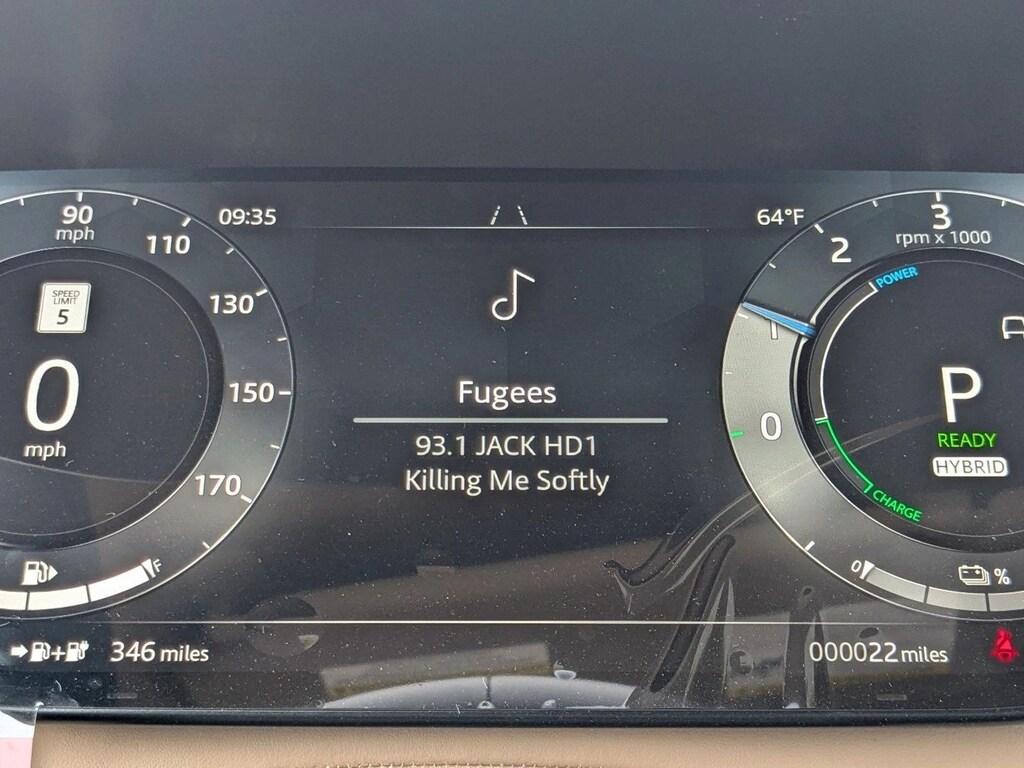 90
mph
110
130
150
170
SPEED
LIMIT
5
0
mph
F
346 miles
09:35
64°F
Fugees
93.1 JACK HD1
Killing Me Softly
3
rpm x 1000
2
1
0
POWER
P
READY
HYBRID
CHARGE
0
%
000022 miles